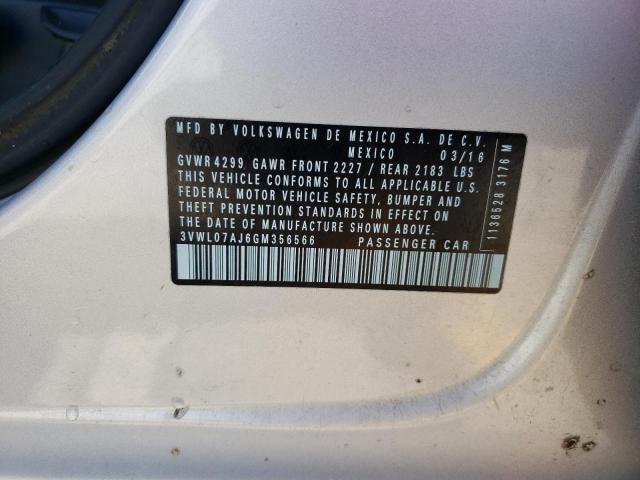 MFD BY VOLKSWAGEN DE MEXICO S.A. DE C.V.
MEXICO 03/16
GVWR 4299 GAWR FRONT 2227 / REAR 2183 LBS
THIS VEHICLE CONFORMS TO ALL APPLICABLE U.S.
FEDERAL MOTOR VEHICLE SAFETY, BUMPER AND
THEFT PREVENTION STANDARDS IN EFFECT ON
THE DATE OF MANUFACTURE SHOWN ABOVE.
3VWL07AJ6GM356566 PASSENGER CAR
1136528 3176 M